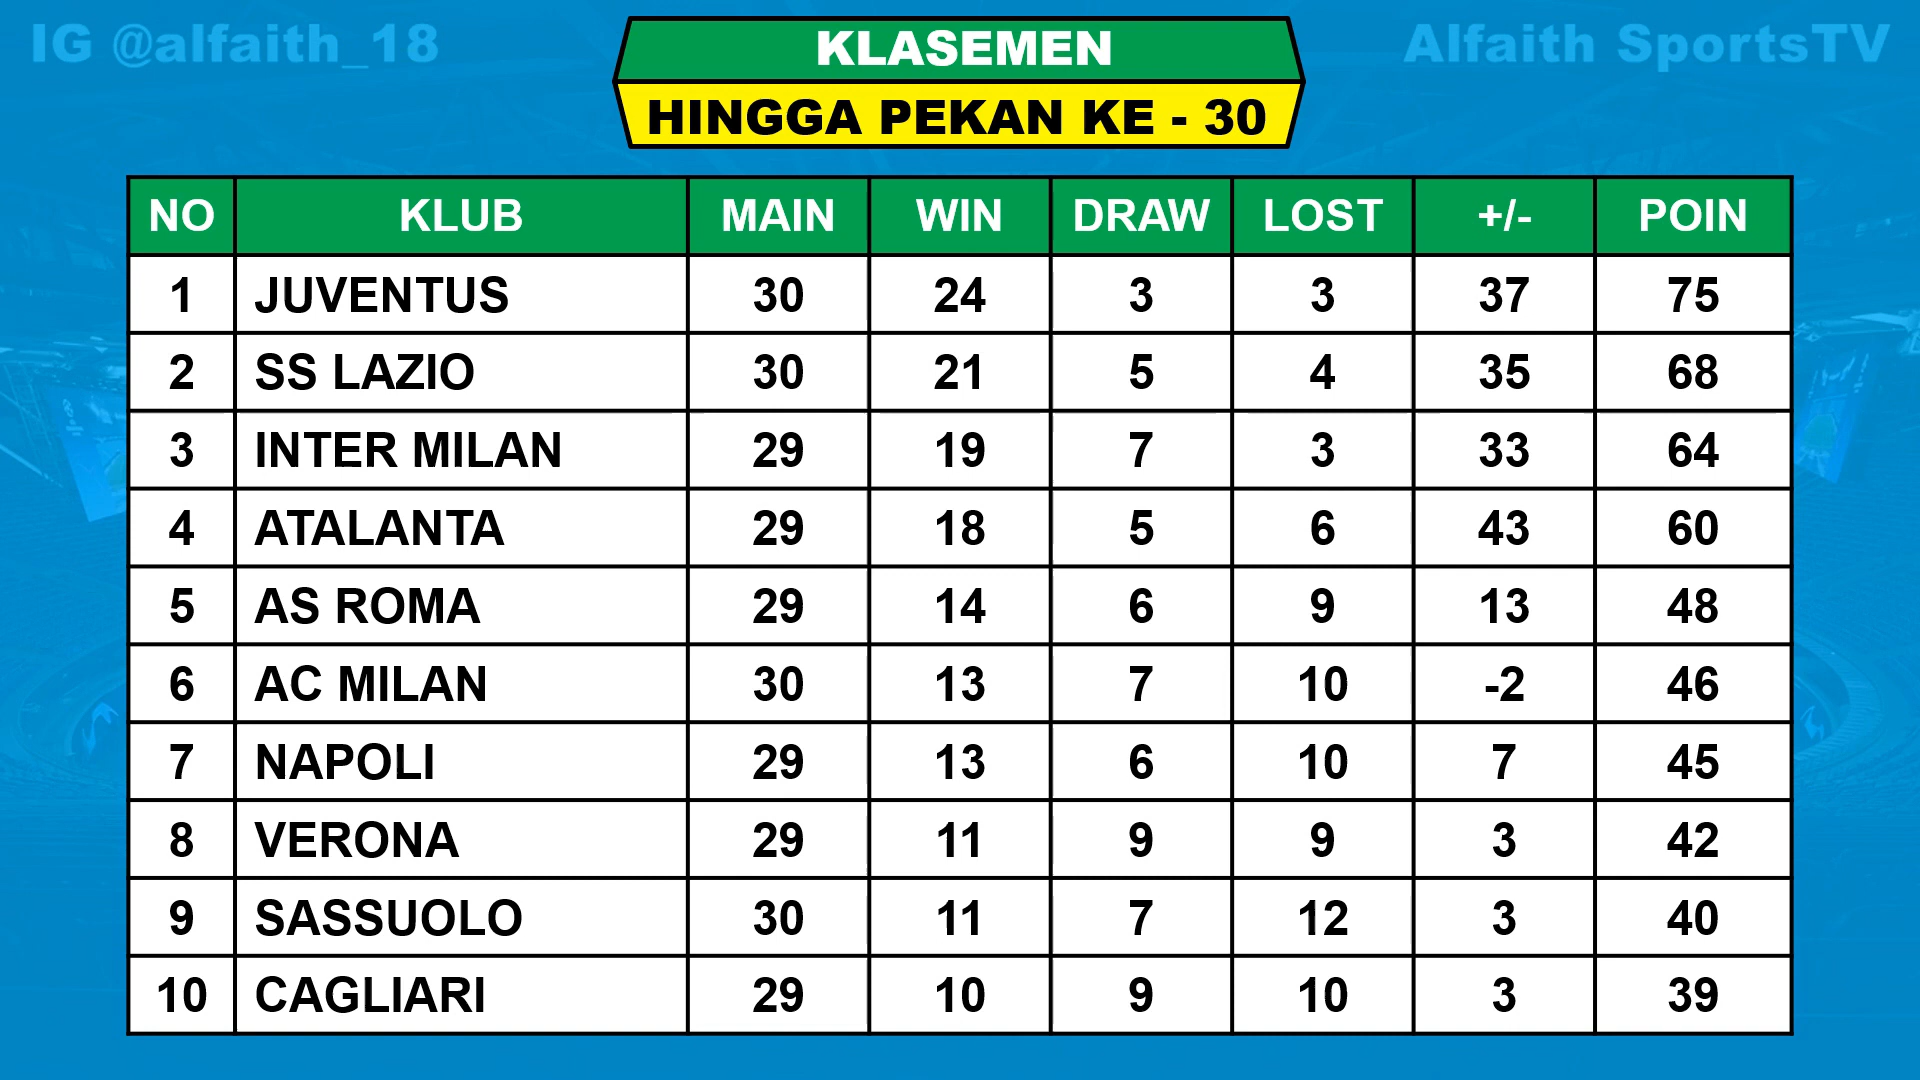 IG @alfaith_18
KLASEMEN
Alfaith SportsTV
HINGGA PEKAN KE - 30
NO KLUB MAIN WIN DRAW LOST +/- POIN
1 JUVENTUS 30 24 3 3 37 75
2 SS LAZIO 30 21 5 4 35 68
3 INTER MILAN 29 19 7 3 33 64
4 ATALANTA 29 18 5 6 43 60
5 AS ROMA 29 14 6 9 13 48
6 AC MILAN 30 13 7 10 -2 46
7 NAPOLI 29 13 6 10 7 45
8 VERONA 29 11 9 9 3 42
9 SASSUOLO 30 11 7 12 3 40
10 CAGLIARI 29 10 9 10 3 39